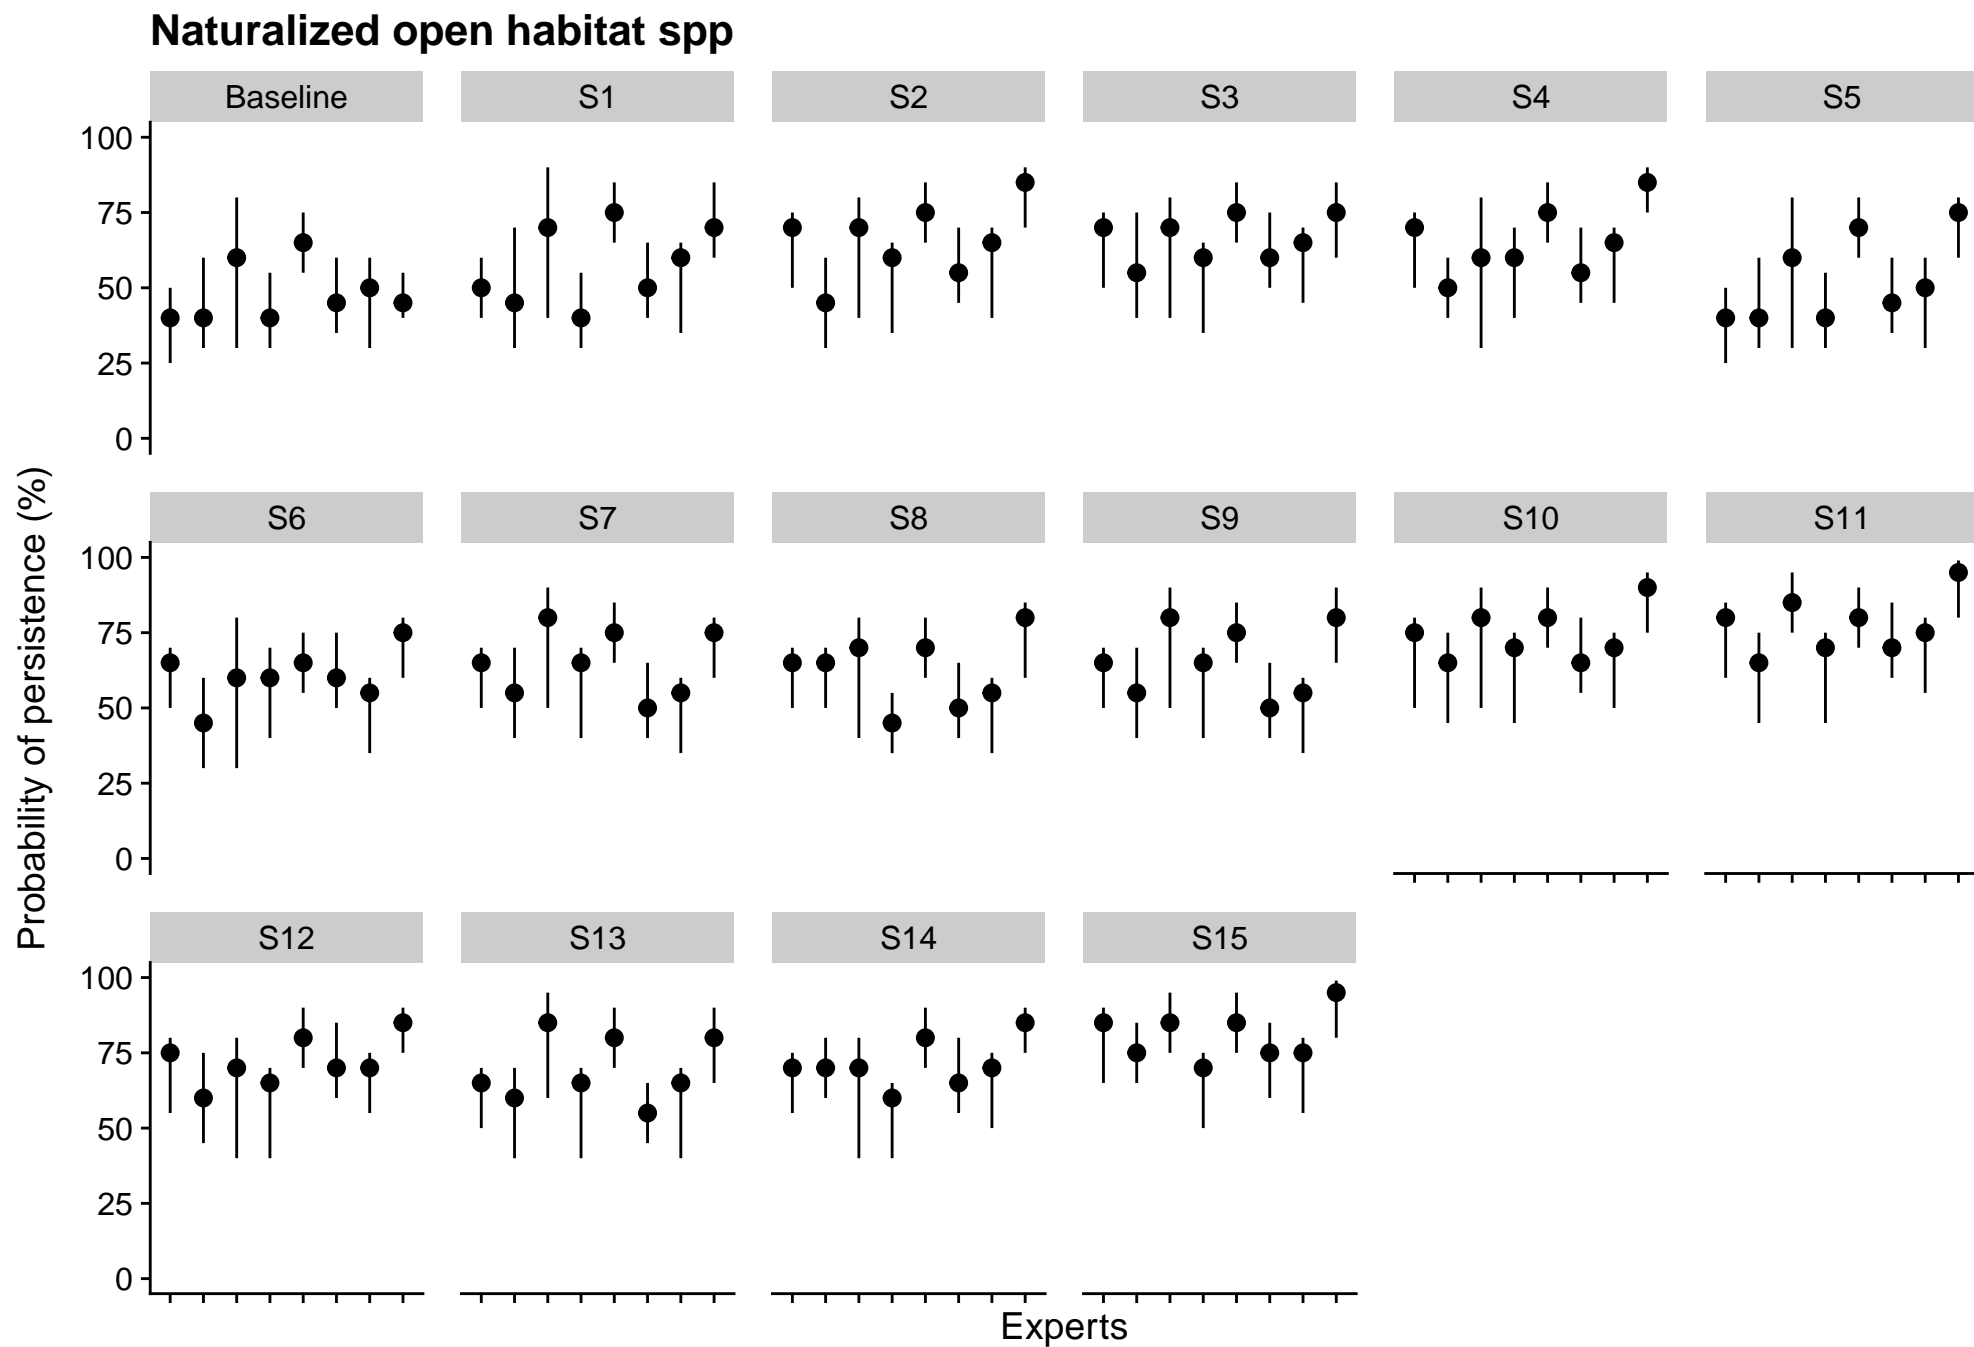 Naturalized open habitat spp
Baseline S1 S2 S3 S4 S5
100
75
50
25
0
S6 S7 S8 S9 S10 S11
100
75
50
25
0
S12 S13 S14 S15
100
75
50
25
0
Probability of persistence (%)
Experts